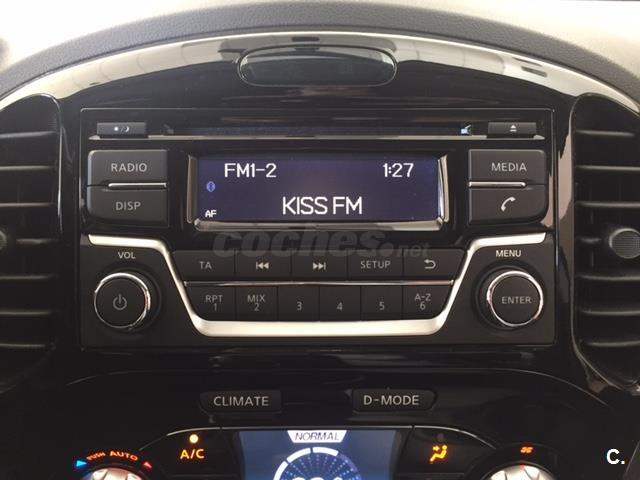 RADIO
DISP
FM1-2 1:27
KISS FM
AF
MEDIA
coches.net
VOL
MENU
TA SETUP
RPT 1 MIX 2 3 4 5 A-Z 6
ENTER
CLIMATE D-MODE
NORMAL
PUSH AUTO
A/C
C.